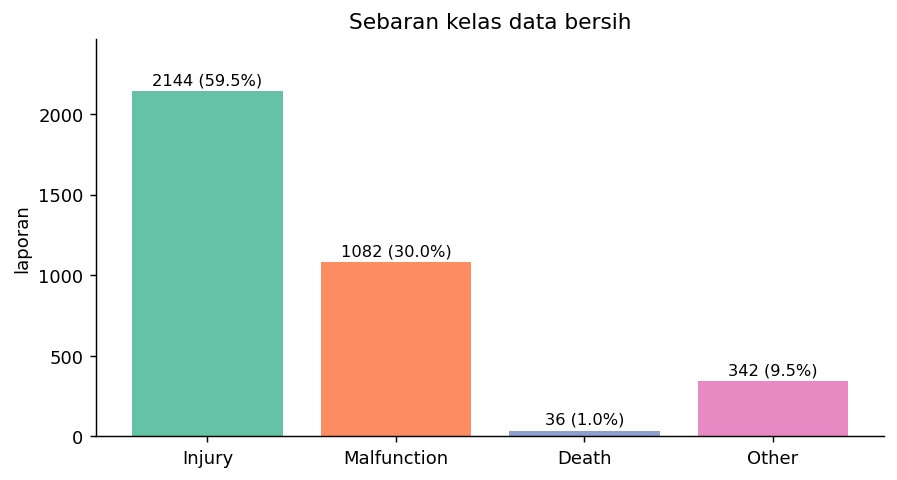 Sebaran kelas data bersih
2144 (59.5%)
1082 (30.0%)
36 (1.0%)
342 (9.5%)
laporan
2000
1500
1000
500
0
Injury
Malfunction
Death
Other